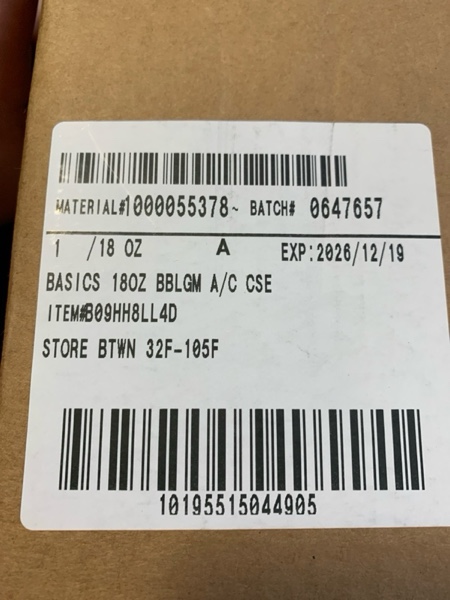 MATERIAL#1000055378~ BATCH# 0647657
1 /18 OZ A EXP:2026/12/19
BASICS 18OZ BBLGM A/C CSE
ITEM#B09HH8LL4D
STORE BTWN 32F-105F
10195515044905